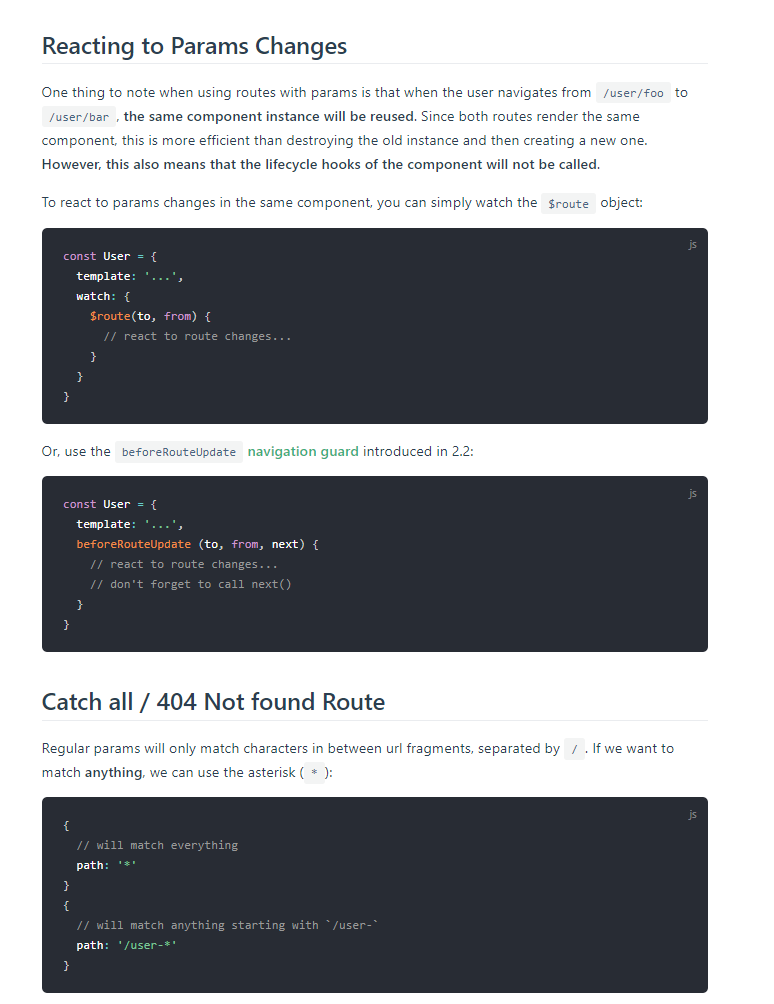 Reacting to Params Changes
One thing to note when using routes with params is that when the user navigates from /user/foo to
/user/bar , the same component instance will be reused. Since both routes render the same
component, this is more efficient than destroying the old instance and then creating a new one.
However, this also means that the lifecycle hooks of the component will not be called.
To react to params changes in the same component, you can simply watch the $route object:
js
const User = {
  template: '...',
  watch: {
    $route(to, from) {
      // react to route changes...
    }
  }
}
Or, use the beforeRouteUpdate navigation guard introduced in 2.2:
js
const User = {
  template: '...',
  beforeRouteUpdate (to, from, next) {
    // react to route changes...
    // don't forget to call next()
  }
}
Catch all / 404 Not found Route
Regular params will only match characters in between url fragments, separated by / . If we want to
match anything, we can use the asterisk ( * ):
js
{
  // will match everything
  path: '*'
}
{
  // will match anything starting with `/user-`
  path: '/user-*'
}